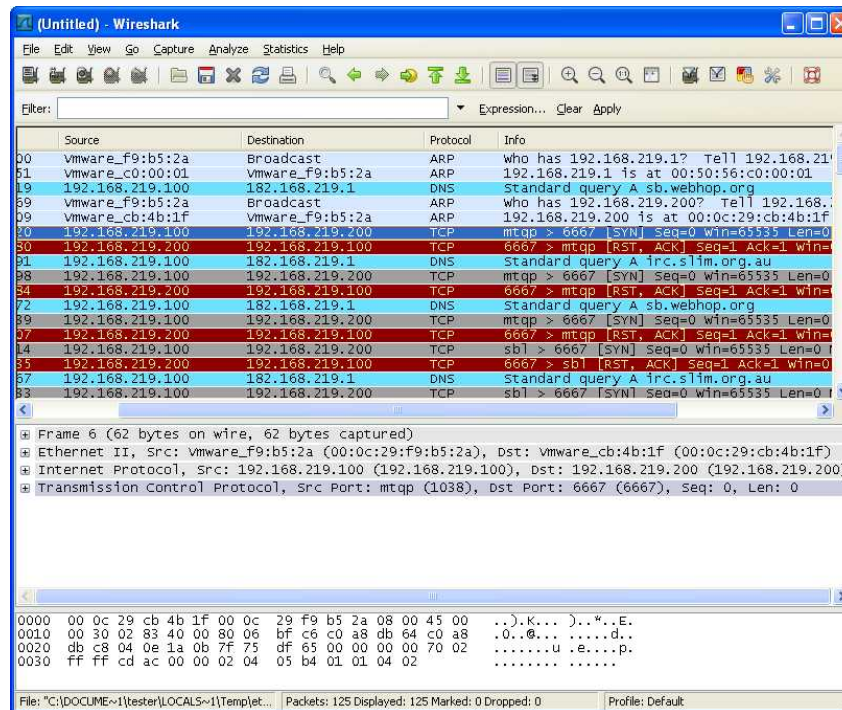 (Untitled) - Wireshark
File Edit View Go Capture Analyze Statistics Help
Filter: Expression... Clear Apply
Source Destination Protocol Info
00 Vmware_f9:b5:2a Broadcast ARP who has 192.168.219.1? Tell 192.168.21
51 Vmware_c0:00:01 Vmware_f9:b5:2a ARP 192.168.219.1 is at 00:50:56:c0:00:01
19 192.168.219.100 182.168.219.1 DNS Standard query A sb.webhop.org
69 Vmware_f9:b5:2a Broadcast ARP who has 192.168.219.200? Tell 192.168.
09 Vmware_cb:4b:1f Vmware_f9:b5:2a ARP 192.168.219.200 is at 00:0c:29:cb:4b:1f
20 192.168.219.100 192.168.219.200 TCP mtqp > 6667 [SYN] Seq=0 Win=65535 Len=0
80 192.168.219.200 192.168.219.100 TCP 6667 > mtqp [RST, ACK] Seq=1 Ack=1 Win=
91 192.168.219.100 182.168.219.1 DNS Standard query A irc.slim.org.au
98 192.168.219.100 192.168.219.200 TCP mtqp > 6667 [SYN] Seq=0 Win=65535 Len=0
84 192.168.219.200 192.168.219.100 TCP 6667 > mtqp [RST, ACK] Seq=1 Ack=1 Win=
72 192.168.219.100 182.168.219.1 DNS Standard query A sb.webhop.org
39 192.168.219.100 192.168.219.200 TCP mtqp > 6667 [SYN] Seq=0 Win=65535 Len=0
07 192.168.219.200 192.168.219.100 TCP 6667 > mtqp [RST, ACK] Seq=1 Ack=1 Win=
14 192.168.219.100 192.168.219.200 TCP sbl > 6667 [SYN] Seq=0 Win=65535 Len=0
35 192.168.219.200 192.168.219.100 TCP 6667 > sbl [RST, ACK] Seq=1 Ack=1 Win=0
67 192.168.219.100 182.168.219.1 DNS Standard query A irc.slim.org.au
83 192.168.219.100 192.168.219.200 TCP sbl > 6667 [SYN] Seq=0 Win=65535 Len=0
Frame 6 (62 bytes on wire, 62 bytes captured)
Ethernet II, Src: Vmware_f9:b5:2a (00:0c:29:f9:b5:2a), Dst: Vmware_cb:4b:1f (00:0c:29:cb:4b:1f)
Internet Protocol, Src: 192.168.219.100 (192.168.219.100), Dst: 192.168.219.200 (192.168.219.200
Transmission Control Protocol, Src Port: mtqp (1038), Dst Port: 6667 (6667), Seq: 0, Len: 0
0000 00 0c 29 cb 4b 1f 00 0c 29 f9 b5 2a 08 00 45 00 ..).K... )..*..E.
0010 00 30 02 83 40 00 80 06 bf c6 c0 a8 db 64 c0 a8 .0..@... .....d..
0020 db c8 04 0e 1a 0b 7f 75 df 65 00 00 00 00 70 02 .......u .e....p.
0030 ff ff cd ac 00 00 02 04 05 b4 01 01 04 02 ........ ......
File: "C:\DOCUME~1\tester\LOCALS~1\Temp\et... Packets: 125 Displayed: 125 Marked: 0 Dropped: 0 Profile: Default